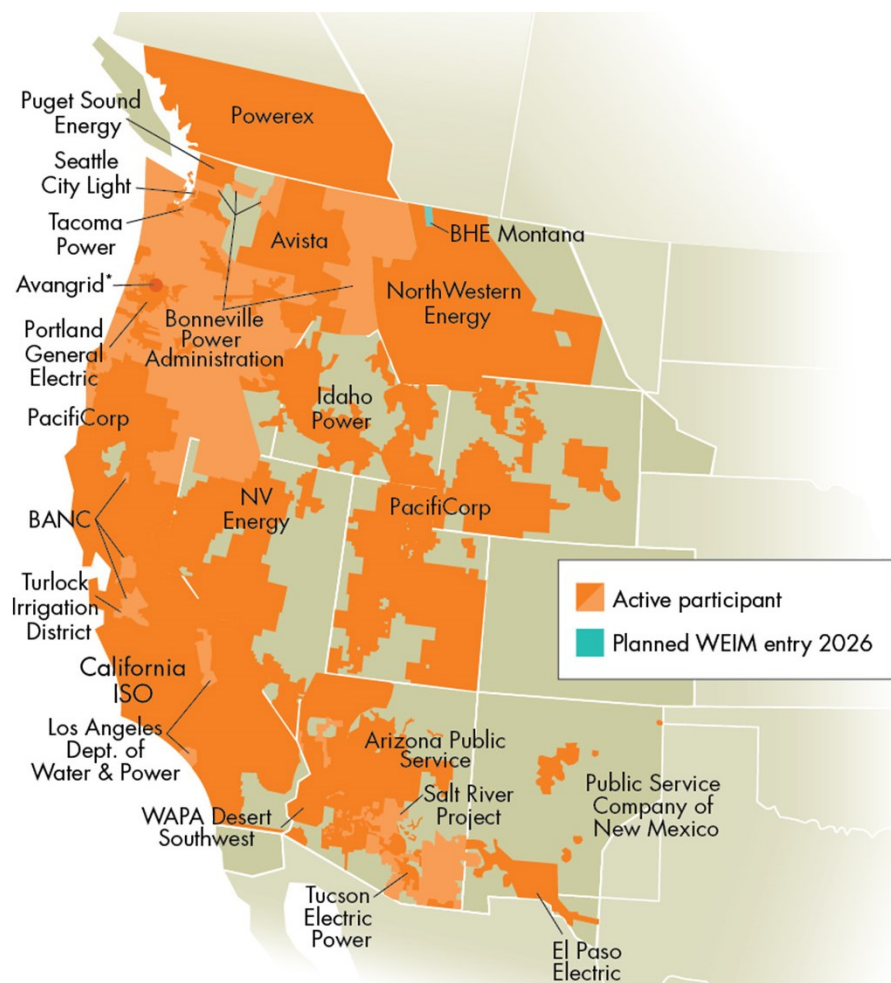 Powerex
Puget Sound
Energy
Seattle
City Light
Tacoma
Power
Avista
BHE Montana
Avangrid*
NorthWestern
Energy
Bonneville
Power
Administration
Portland
General
Electric
Idaho
Power
PacifiCorp
NV
Energy
PacifiCorp
BANC
Turlock
Irrigation
District
Active participant
Planned WEIM entry 2026
California
ISO
Los Angeles
Dept. of
Water & Power
Arizona Public
Service
Salt River
Project
Public Service
Company of
New Mexico
WAPA Desert
Southwest
Tucson
Electric
Power
El Paso
Electric